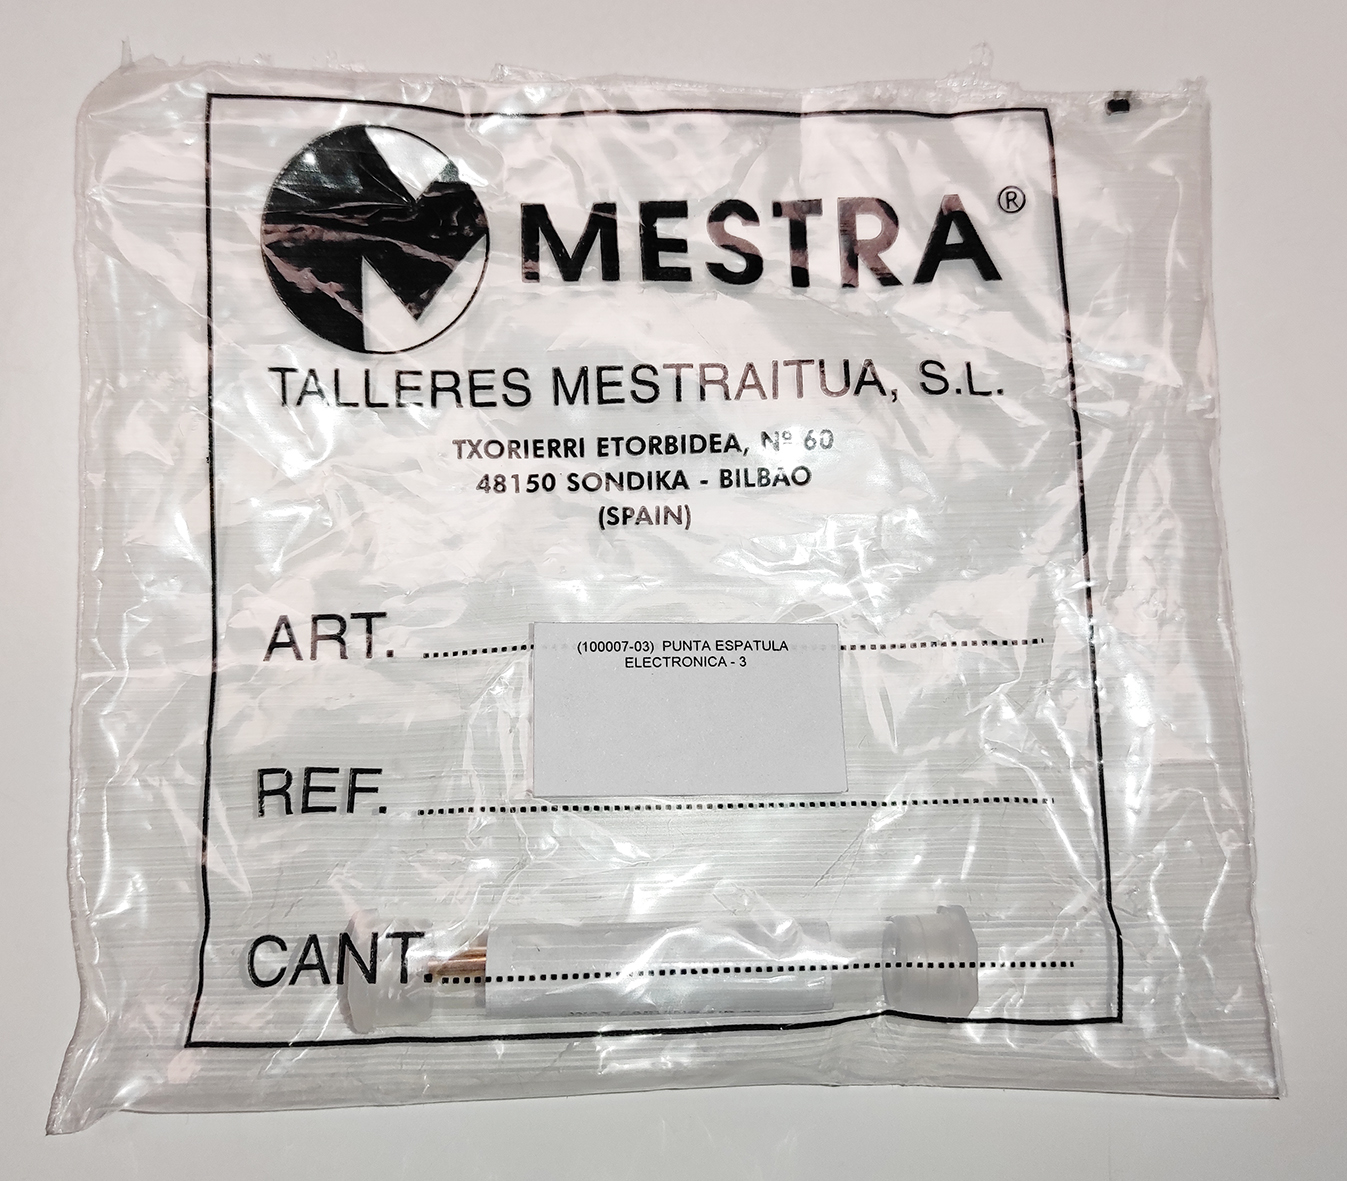 MESTRA®
TALLERES MESTRAITUA, S.L.
TXORIERRI ETORBIDEA, Nº 60
48150 SONDIKA - BILBAO
(SPAIN)
ART.
(100007-03) PUNTA ESPATULA
ELECTRONICA - 3
REF.
CANT.